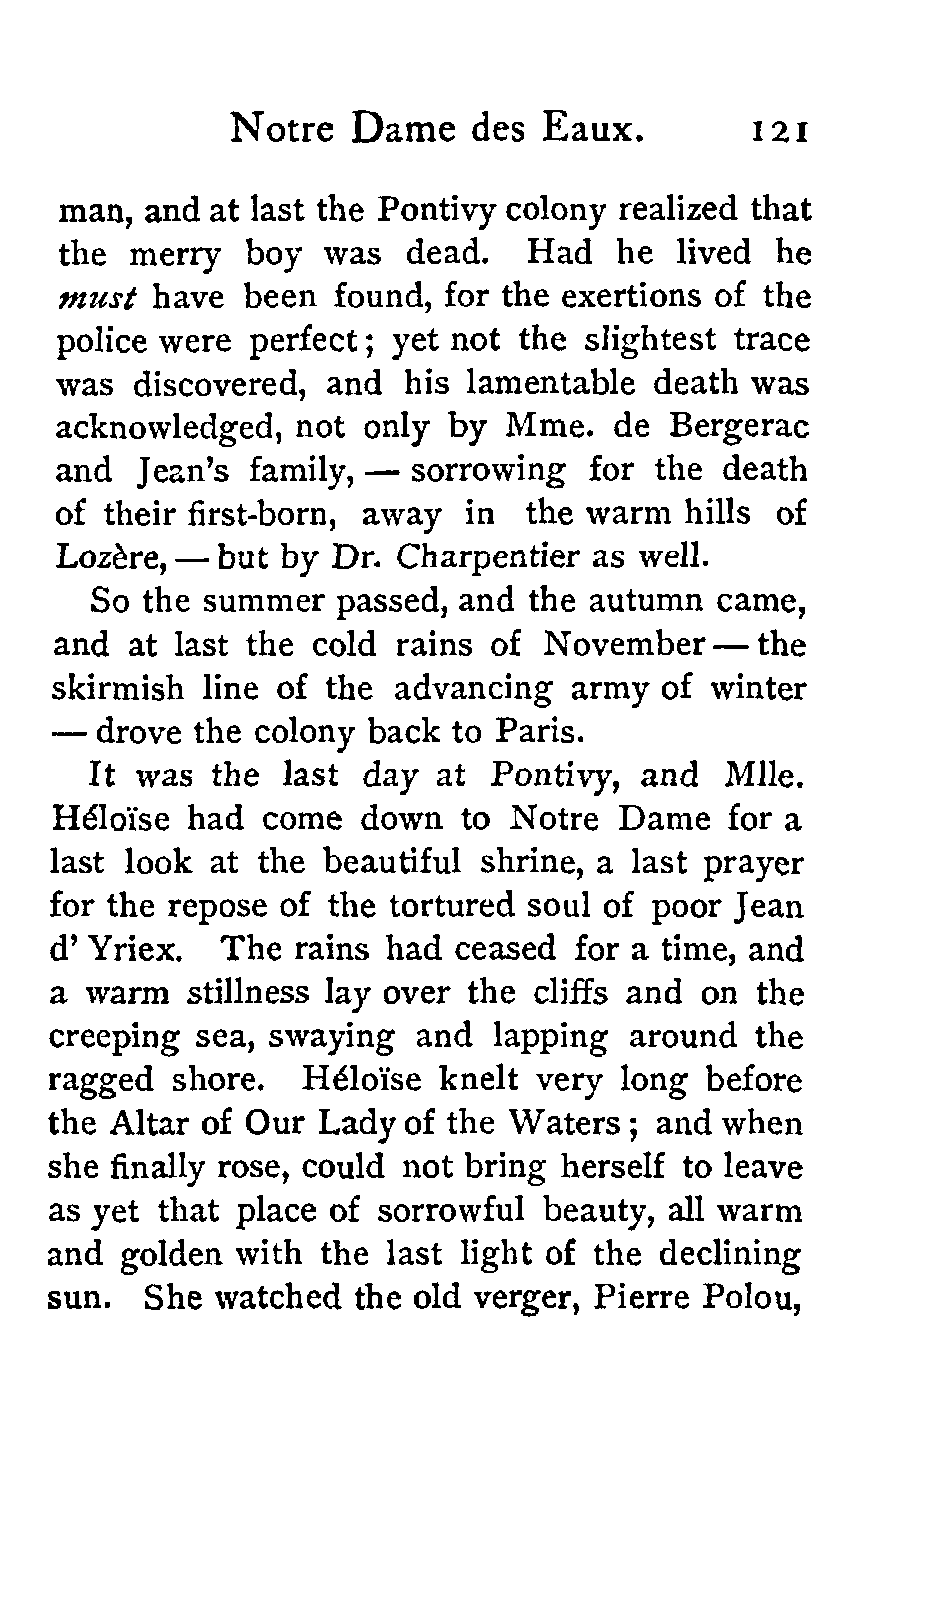 Notre Dame des Eaux. 121
man, and at last the Pontivy colony realized that
the merry boy was dead. Had he lived he
must have been found, for the exertions of the
police were perfect; yet not the slightest trace
was discovered, and his lamentable death was
acknowledged, not only by Mme. de Bergerac
and Jean's family, — sorrowing for the death
of their first-born, away in the warm hills of
Lozère, — but by Dr. Charpentier as well.
So the summer passed, and the autumn came,
and at last the cold rains of November — the
skirmish line of the advancing army of winter
— drove the colony back to Paris.
It was the last day at Pontivy, and Mlle.
Héloïse had come down to Notre Dame for a
last look at the beautiful shrine, a last prayer
for the repose of the tortured soul of poor Jean
d' Yriex. The rains had ceased for a time, and
a warm stillness lay over the cliffs and on the
creeping sea, swaying and lapping around the
ragged shore. Héloïse knelt very long before
the Altar of Our Lady of the Waters; and when
she finally rose, could not bring herself to leave
as yet that place of sorrowful beauty, all warm
and golden with the last light of the declining
sun. She watched the old verger, Pierre Polou,